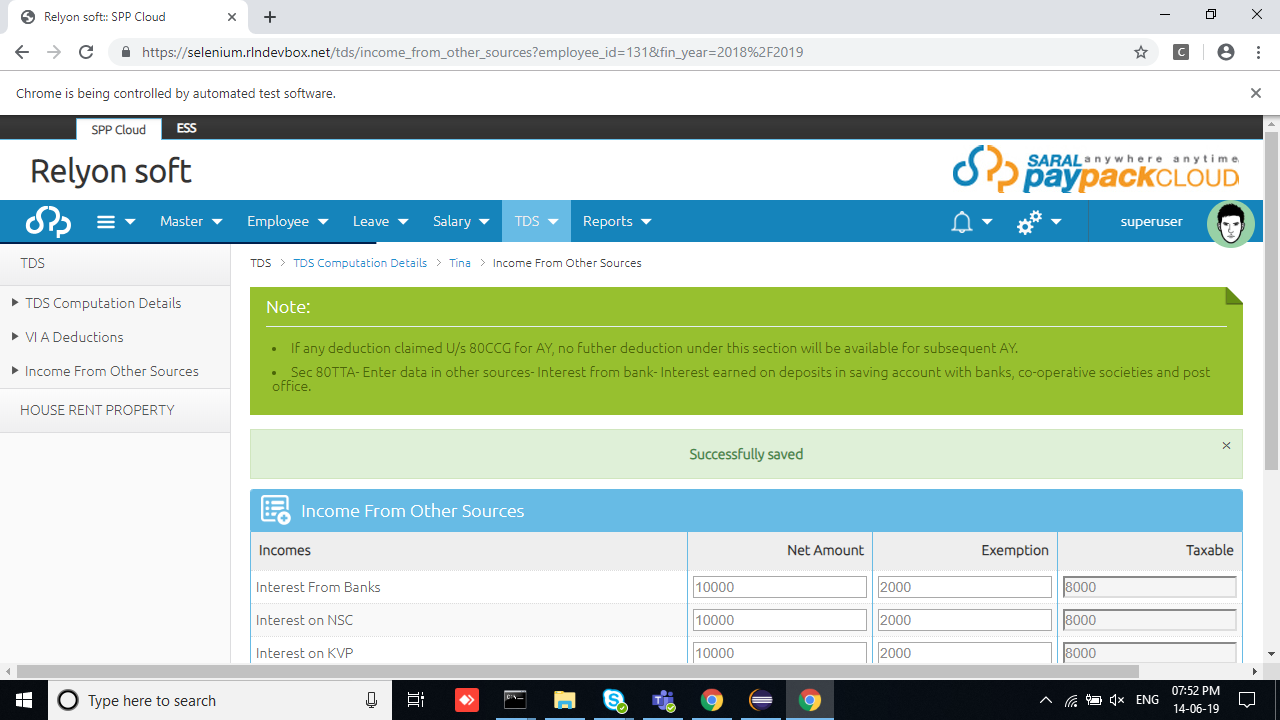 Relyon soft:: SPP Cloud
https://selenium.rlndevbox.net/tds/income_from_other_sources?employee_id=131&fin_year=2018%2F2019
C
Chrome is being controlled by automated test software.
SPP Cloud ESS
Relyon soft
SARAL anywhere anytime
paypackCLOUD
Master Employee Leave Salary TDS Reports superuser
TDS
TDS Computation Details
VI A Deductions
Income From Other Sources
HOUSE RENT PROPERTY
TDS > TDS Computation Details > Tina > Income From Other Sources
Note:
• If any deduction claimed U/s 80CCG for AY, no futher deduction under this section will be available for subsequent AY.
• Sec 80TTA- Enter data in other sources- Interest from bank- Interest earned on deposits in saving account with banks, co-operative societies and post
office.
Successfully saved ×
Income From Other Sources
Incomes Net Amount Exemption Taxable
Interest From Banks 10000 2000 8000
Interest on NSC 10000 2000 8000
Interest on KVP 10000 2000 8000
Type here to search
ENG
07:52 PM
14-06-19